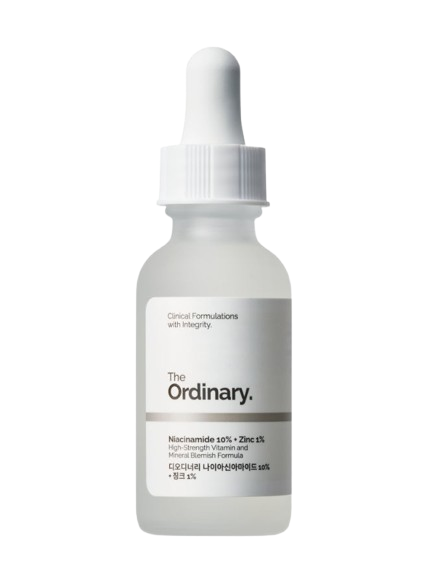 Clinical Formulations
with Integrity.
The
Ordinary.
Niacinamide 10% + Zinc 1%
High-Strength Vitamin and
Mineral Blemish Formula
디오디너리 나이아신아마이드 10%
+ 징크 1%